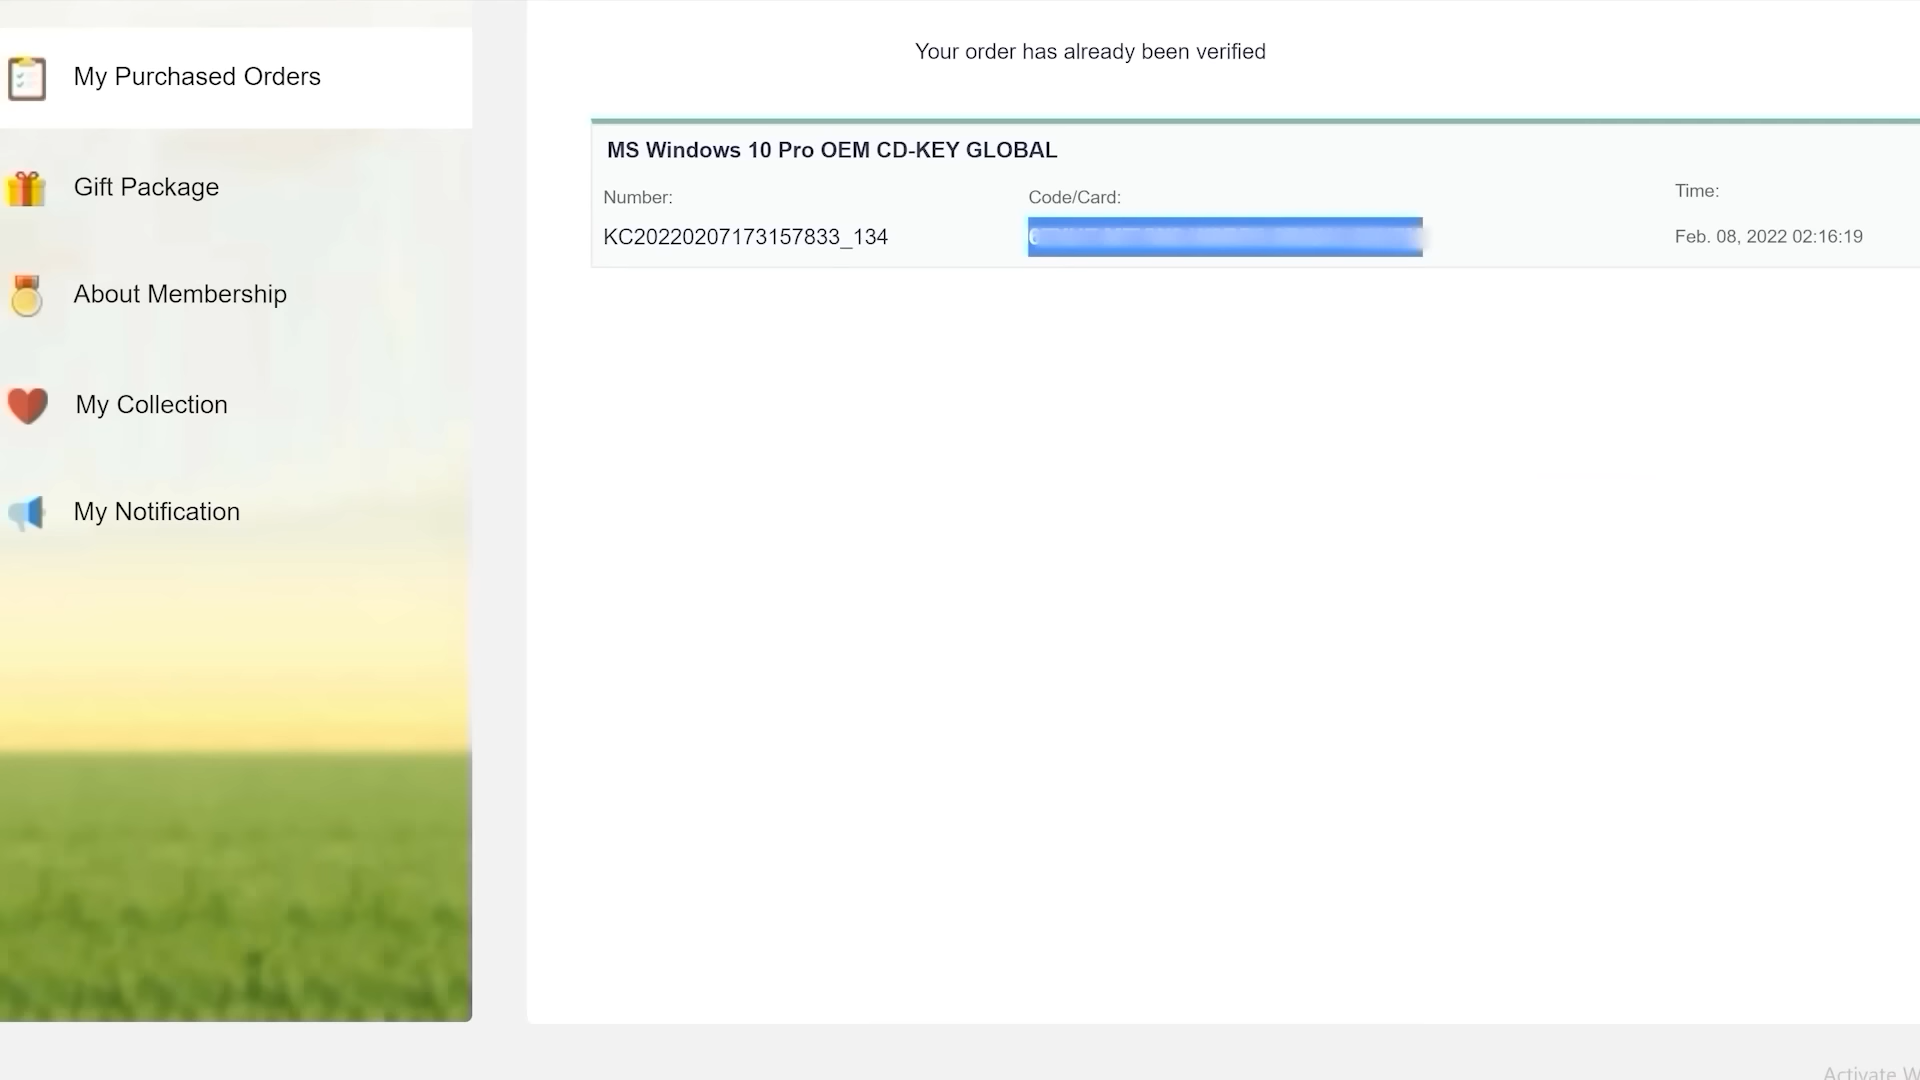 My Purchased Orders
Gift Package
About Membership
My Collection
My Notification
Your order has already been verified
MS Windows 10 Pro OEM CD-KEY GLOBAL
Number:
Code/Card:
Time:
KC20220207173157833_134
Feb. 08, 2022 02:16:19
Activate W